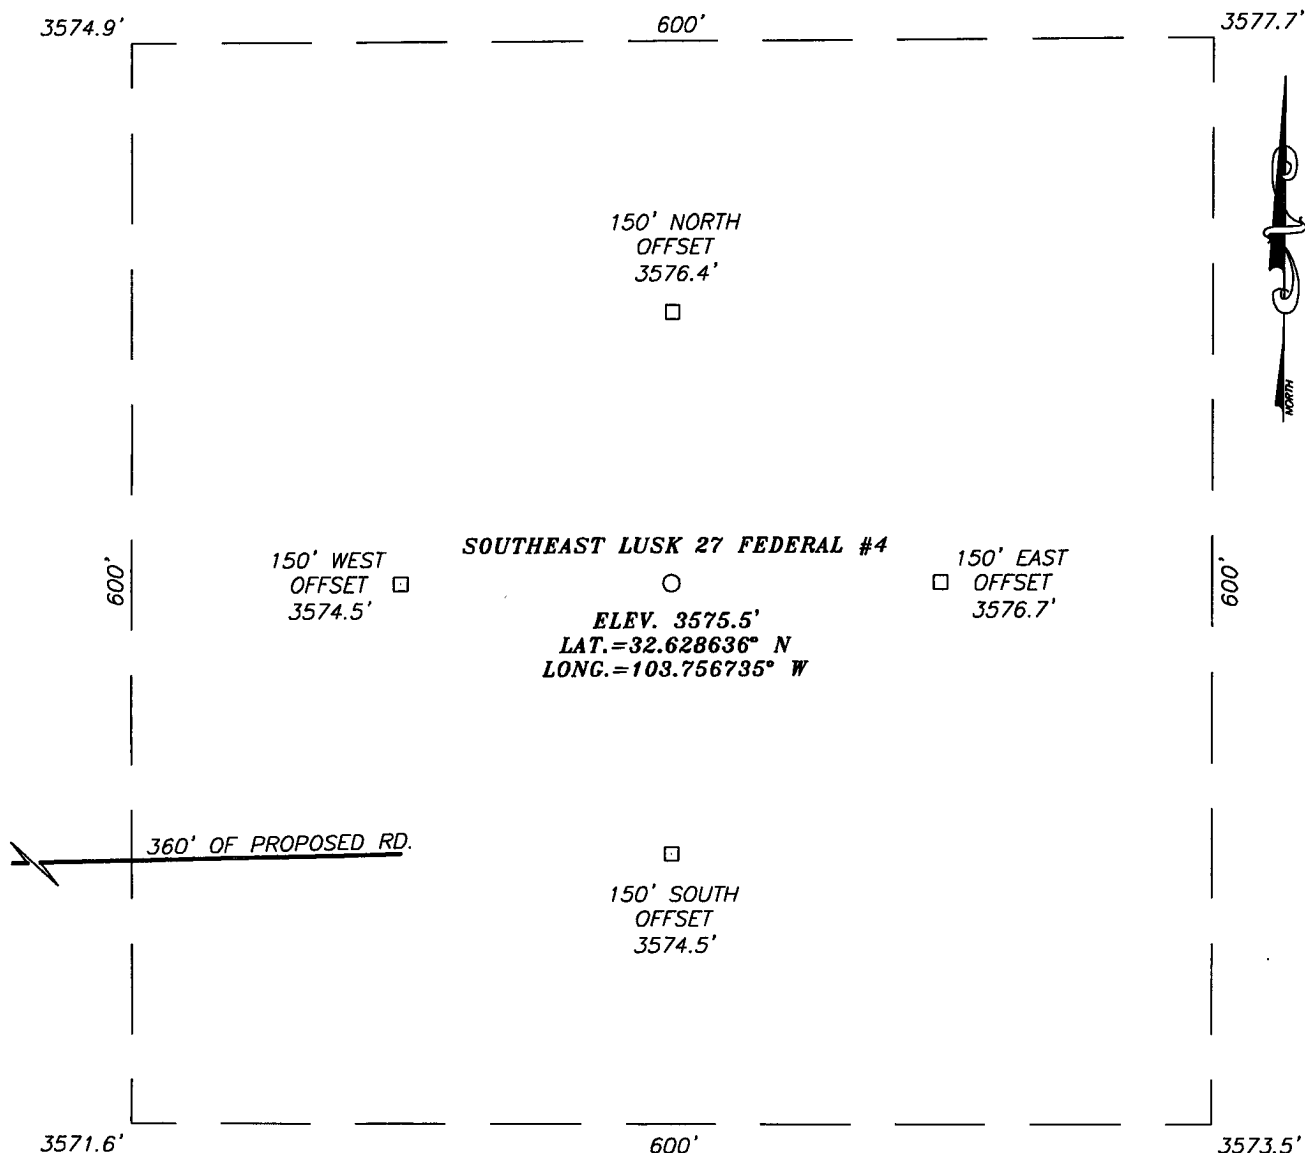 3574.9'
600'
3577.7'
150' NORTH
OFFSET
3576.4'
NORTH
600'
150' WEST
OFFSET
3574.5'
SOUTHEAST LUSK 27 FEDERAL #4
ELEV. 3575.5'
LAT.=32.628636° N
LONG.=103.756735° W
150' EAST
OFFSET
3576.7'
600'
360' OF PROPOSED RD.
150' SOUTH
OFFSET
3574.5'
3571.6'
600'
3573.5'